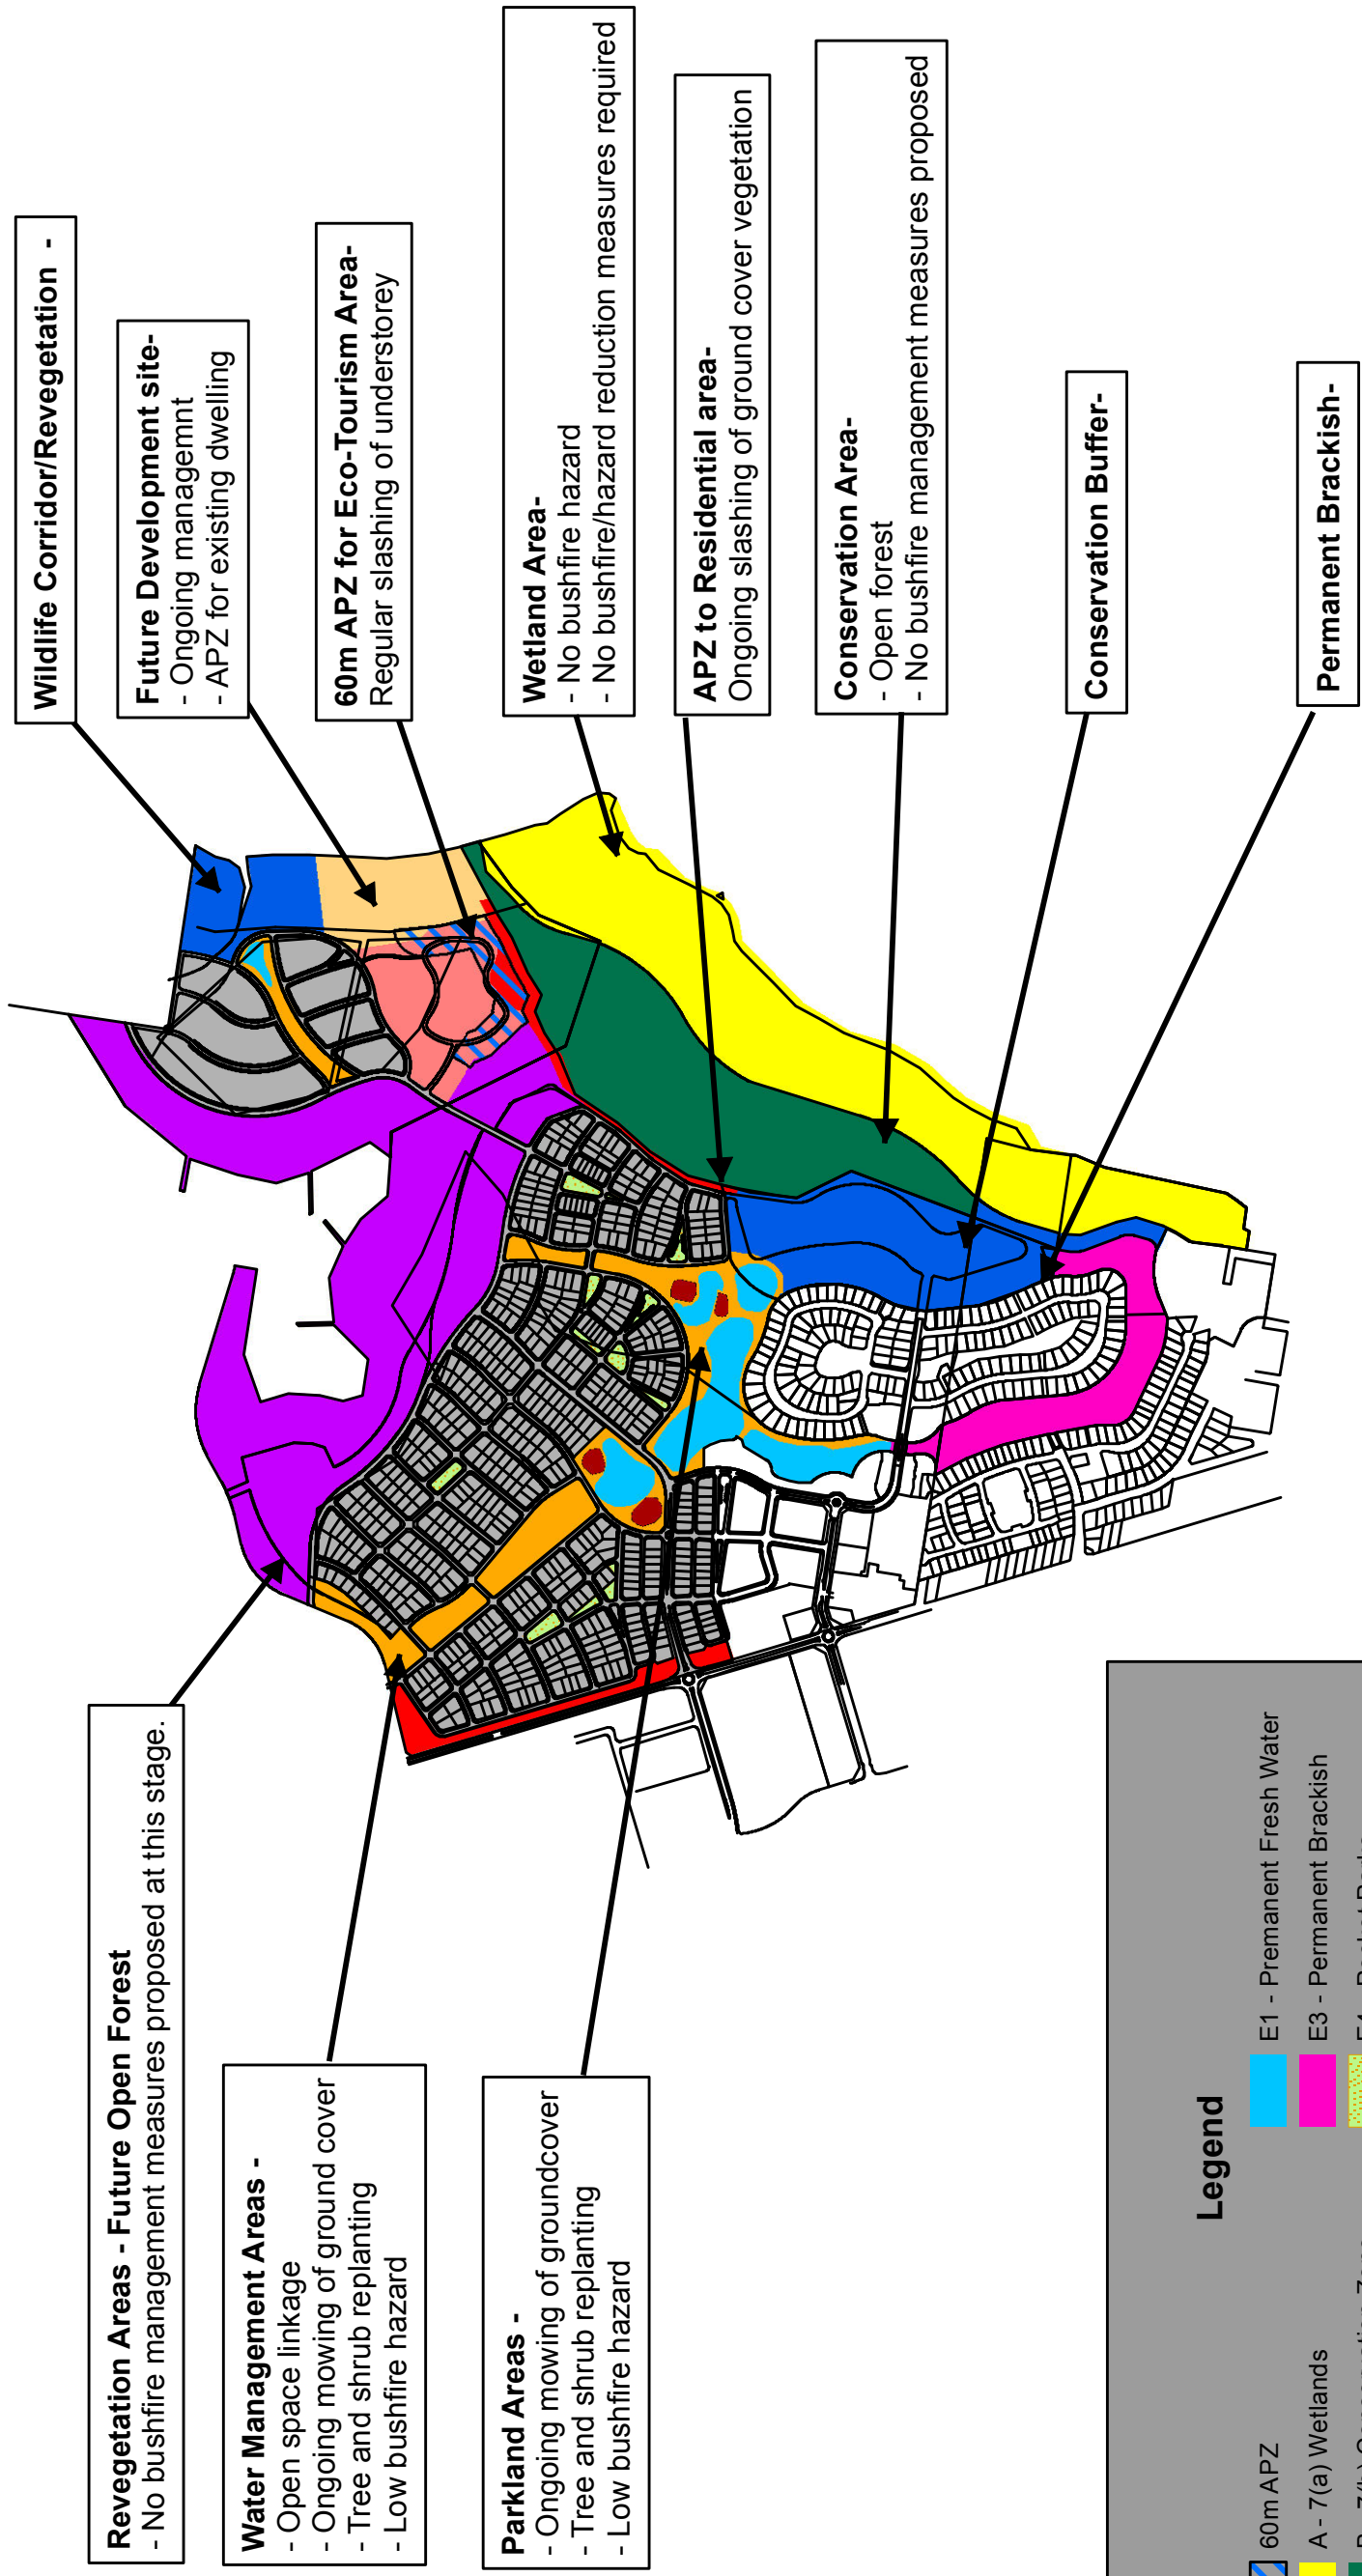 Revegetation Areas - Future Open Forest
- No bushfire management measures proposed at this stage.
Water Management Areas -
- Open space linkage
- Ongoing mowing of ground cover
- Tree and shrub replanting
- Low bushfire hazard
Parkland Areas -
- Ongoing mowing of groundcover
- Tree and shrub replanting
- Low bushfire hazard
Wildlife Corridor/Revegetation -
Future Development site-
- Ongoing managemnt
- APZ for existing dwelling
60m APZ for Eco-Tourism Area-
Regular slashing of understorey
Wetland Area-
- No bushfire hazard
- No bushfire/hazard reduction measures required
APZ to Residential area-
Ongoing slashing of ground cover vegetation
Conservation Area-
- Open forest
- No bushfire management measures proposed
Conservation Buffer-
Permanent Brackish-
Legend
60m APZ
A - 7(a) Wetlands
E1 - Premanent Fresh Water
E3 - Permanent Brackish